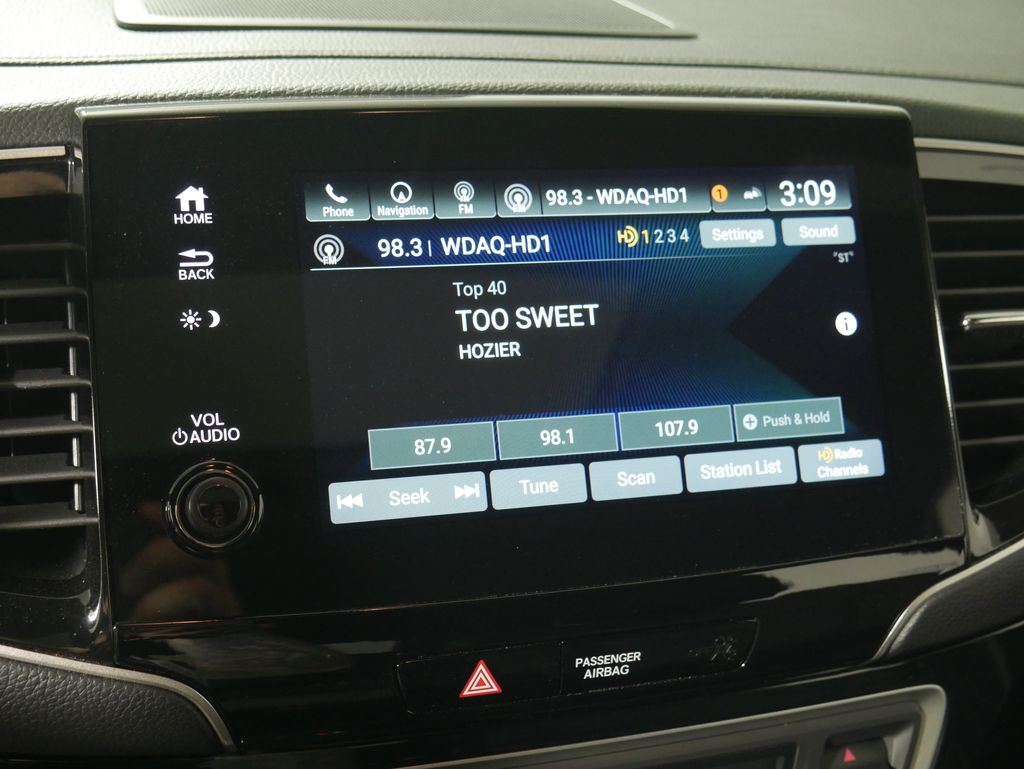 HOME
BACK
VOL
AUDIO
Phone
Navigation
FM
FM
98.3 - WDAQ-HD1
1
3:09
FM
98.3 | WDAQ-HD1
HD 1 2 3 4
Settings
Sound
"ST"
Top 40
TOO SWEET
HOZIER
i
87.9
98.1
107.9
Push & Hold
Seek
Tune
Scan
Station List
HD Radio
Channels
PASSENGER
AIRBAG